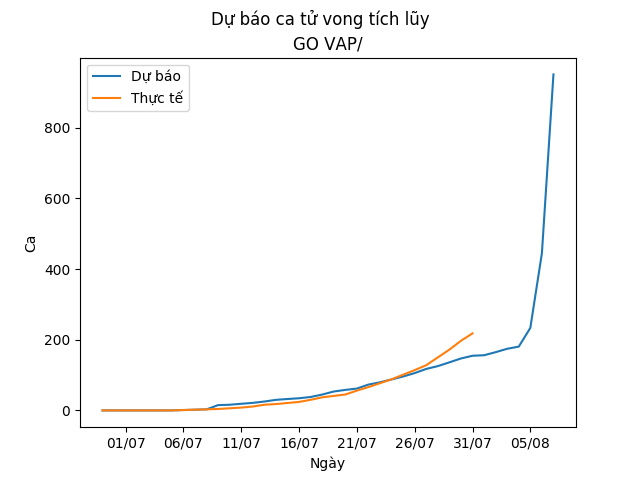 Dự báo ca tử vong tích lũy
GO VAP/
Dự báo
Thực tế
800
600
400
200
0
Ca
01/07 06/07 11/07 16/07 21/07 26/07 31/07 05/08
Ngày